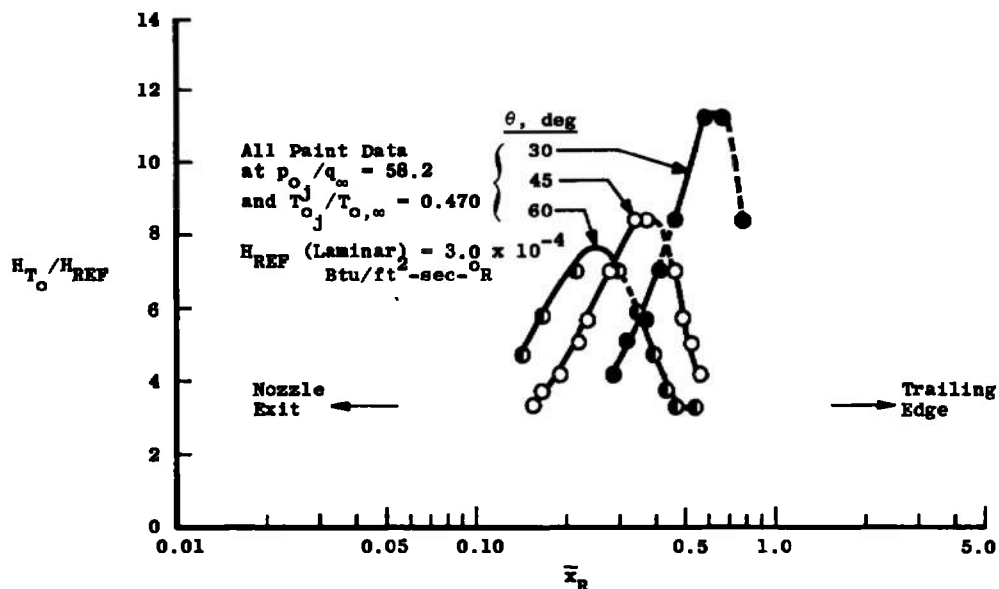 14
12
10
8
6
4
2
0
H_To/H_REF
θ, deg
30
45
60
All Paint Data
at p_oj/q_∞ = 58.2
and T_oj/T_o,∞ = 0.470
H_REF (Laminar) = 3.0 x 10^-4
Btu/ft^2-sec-°R
Nozzle
Exit
Trailing
Edge
0.01
0.05
0.10
0.2
0.5
1.0
5.0
x̄_R